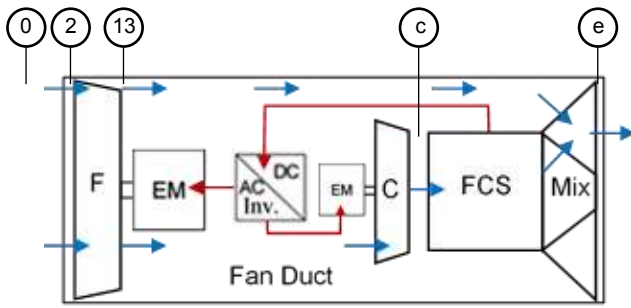 0 2 13 c e
F
EM
AC DC
Inv.
EM
C
FCS
Mix
Fan Duct